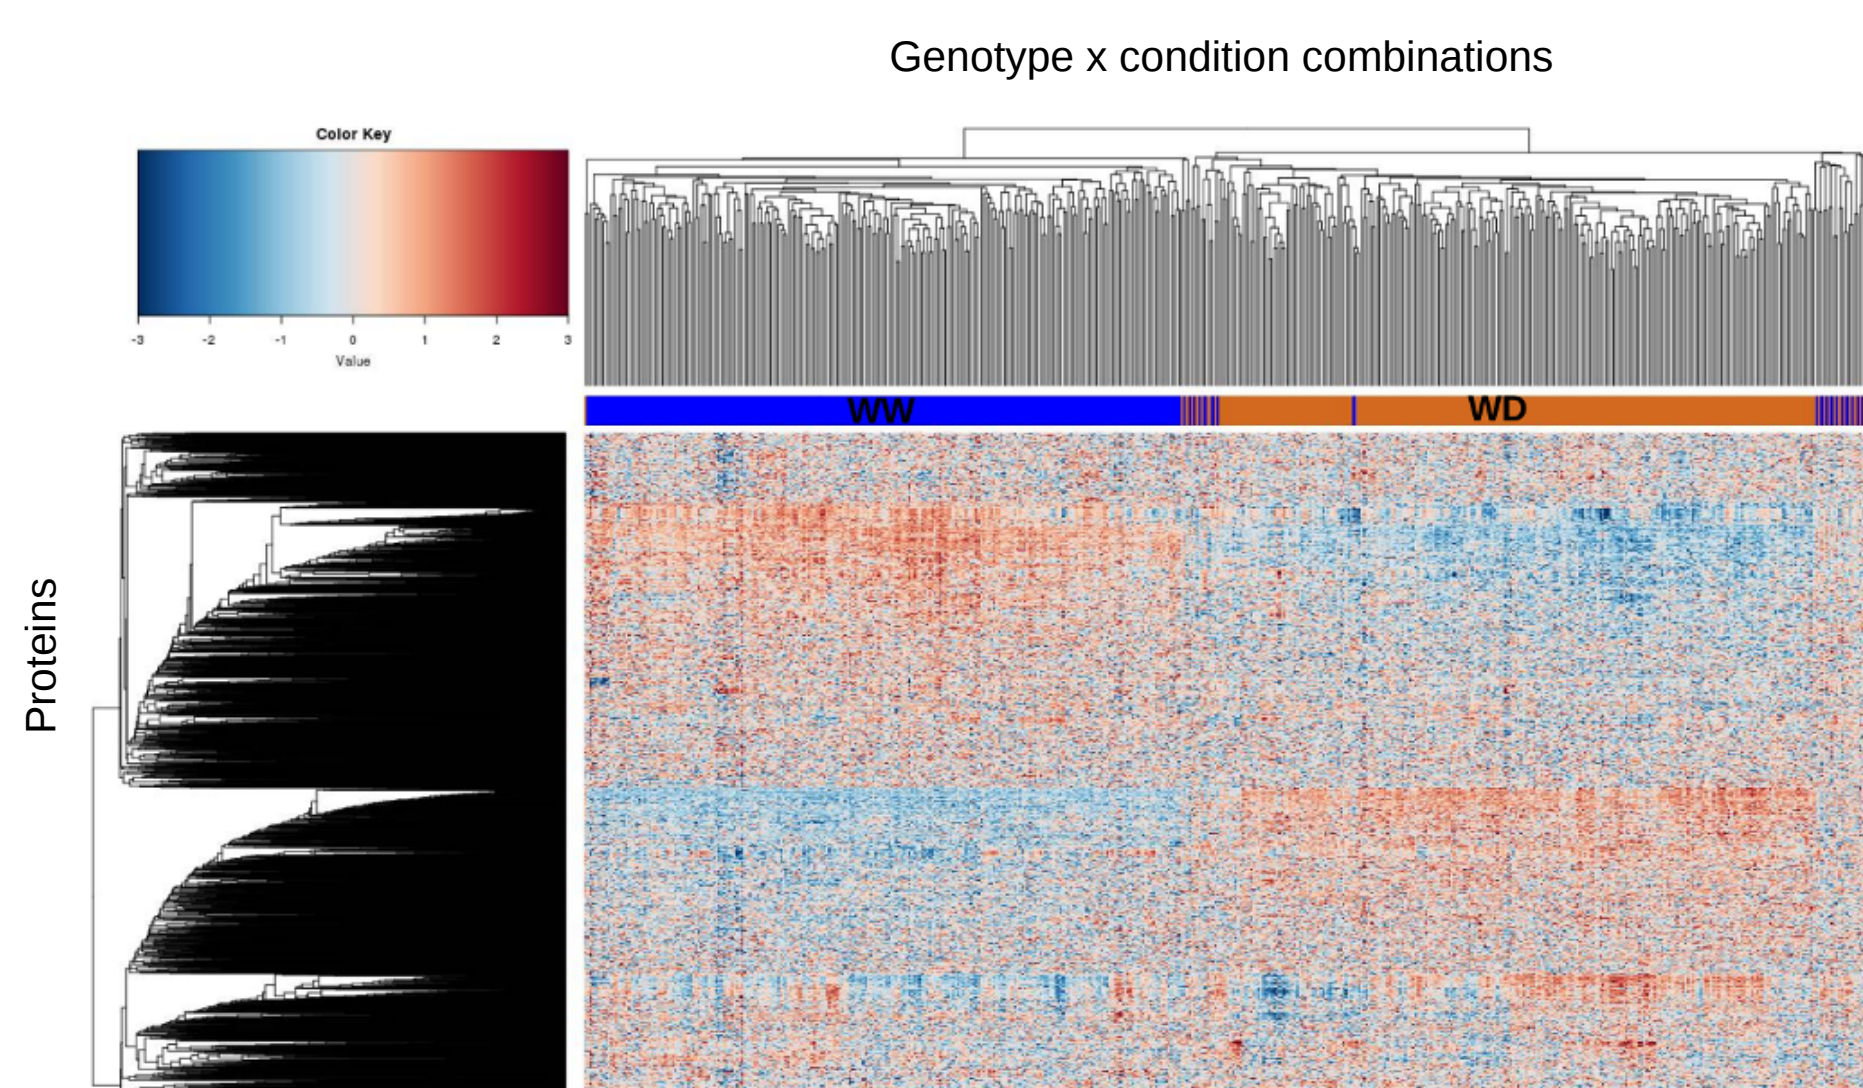 Genotype x condition combinations
Color Key
-3 -2 -1 0 1 2 3
Value
WW WD
Proteins